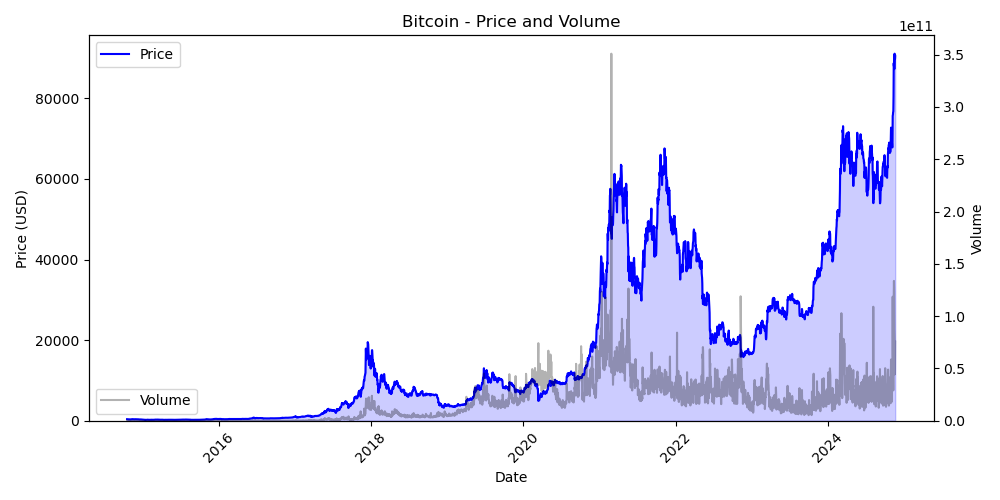 Bitcoin - Price and Volume
1e11
Price
Volume
80000
60000
40000
20000
0
Price (USD)
3.5
3.0
2.5
2.0
1.5
1.0
0.5
0.0
Volume
2016
2018
2020
2022
2024
Date